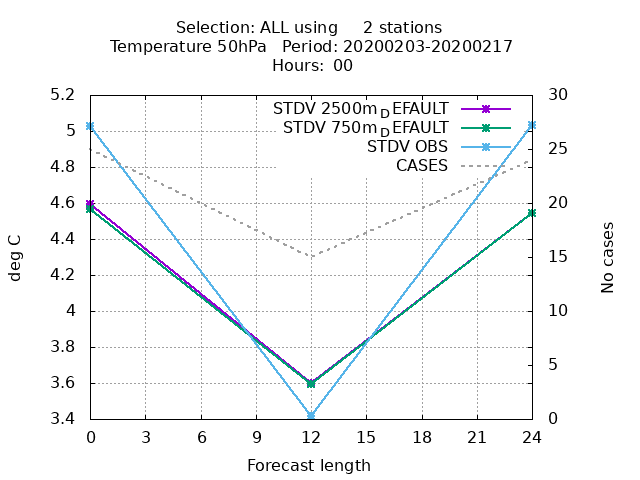 Selection: ALL using 2 stations
Temperature 50hPa Period: 20200203-20200217
Hours: 00
STDV 2500m_DEFAULT
STDV 750m_DEFAULT
STDV OBS
CASES
5.2
5
4.8
4.6
4.4
4.2
4
3.8
3.6
3.4
deg C
30
25
20
15
10
5
0
No cases
0 3 6 9 12 15 18 21 24
Forecast length